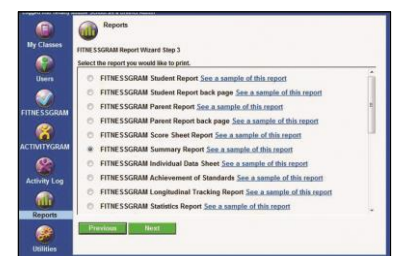 Reports
My Classes
FITNESSGRAM Report Wizard Step 3
Select the report you would like to print.
FITNESSGRAM Student Report See a sample of this report
Users
FITNESSGRAM Student Report back page See a sample of this report
FITNESSGRAM Parent Report See a sample of this report
FITNESSGRAM
FITNESSGRAM Parent Report back page See a sample of this report
FITNESSGRAM Score Sheet Report See a sample of this report
ACTIVITYGRAM
FITNESSGRAM Summary Report See a sample of this report
FITNESSGRAM Individual Data Sheet See a sample of this report
Activity Log
FITNESSGRAM Achievement of Standards See a sample of this report
FITNESSGRAM Longitudinal Tracking Report See a sample of this report
Reports
FITNESSGRAM Statistics Report See a sample of this report
Previous
Next
Utilities